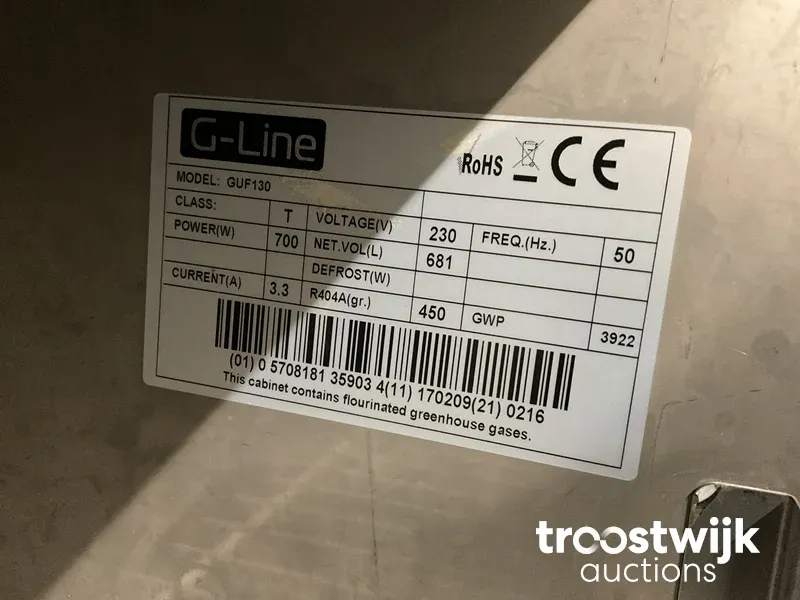 G-Line
RoHS CE
MODEL: GUF130
CLASS: T VOLTAGE(V) 230 FREQ.(Hz.) 50
POWER(W) 700 NET.VOL(L) 681
DEFROST(W)
CURRENT(A) 3.3 R404A(gr.) 450 GWP 3922
(01) 0 5708181 35903 4(11) 170209(21) 0216
This cabinet contains flourinated greenhouse gases.
troostwijk
auctions